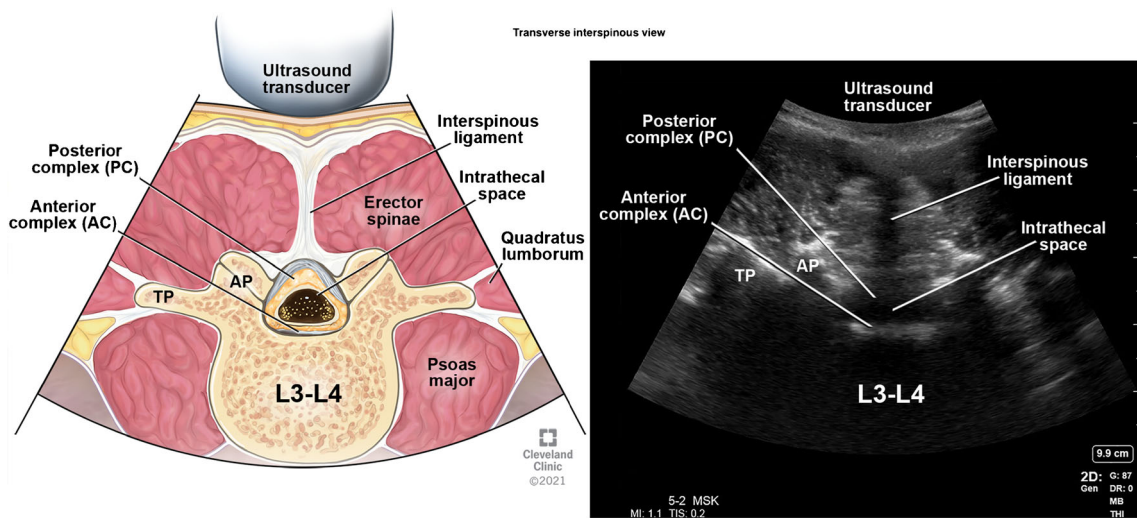 Transverse interspinous view
Ultrasound
transducer
Posterior
complex (PC)
Anterior
complex (AC)
Interspinous
ligament
Intrathecal
space
Erector
spinae
Quadratus
lumborum
TP
AP
Psoas
major
L3-L4
Cleveland
Clinic
©2021
Ultrasound
transducer
Posterior
complex (PC)
Anterior
complex (AC)
Interspinous
ligament
Intrathecal
space
TP
AP
L3-L4
9.9 cm
2D: G: 87
Gen DR: 0
MB
THI
5-2 MSK
MI: 1.1 TIS: 0.2